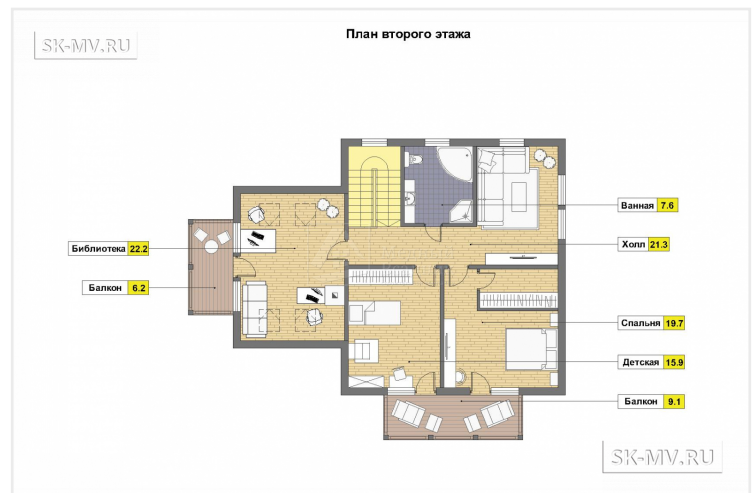 План второго этажа
SK-MV.RU
Ванная 7.6
Библиотека 22.2
Холл 21.3
Балкон 6.2
Спальня 19.7
Детская 15.9
Балкон 9.1
SK-MV.RU